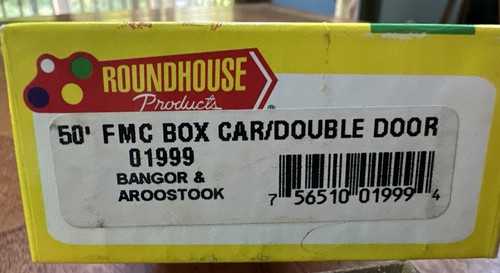 ROUNDHOUSE
Products
®
50' FMC BOX CAR/DOUBLE DOOR
01999
BANGOR &
AROOSTOOK
7 56510 01999 4